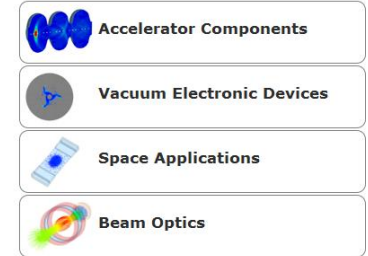 Accelerator Components
Vacuum Electronic Devices
Space Applications
Beam Optics